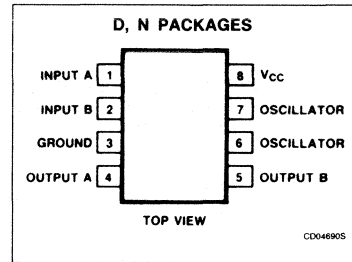 D, N PACKAGES
INPUT A 1 8 VCC
INPUT B 2 7 OSCILLATOR
GROUND 3 6 OSCILLATOR
OUTPUT A 4 5 OUTPUT B
TOP VIEW
CD04690S